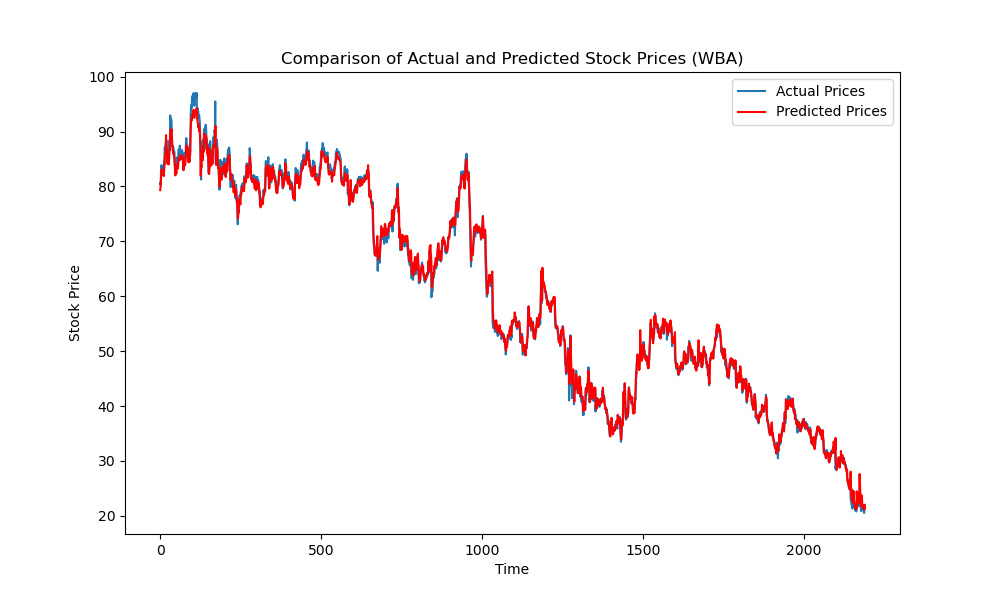 Comparison of Actual and Predicted Stock Prices (WBA)
Actual Prices
Predicted Prices
Stock Price
100
90
80
70
60
50
40
30
20
0 500 1000 1500 2000
Time